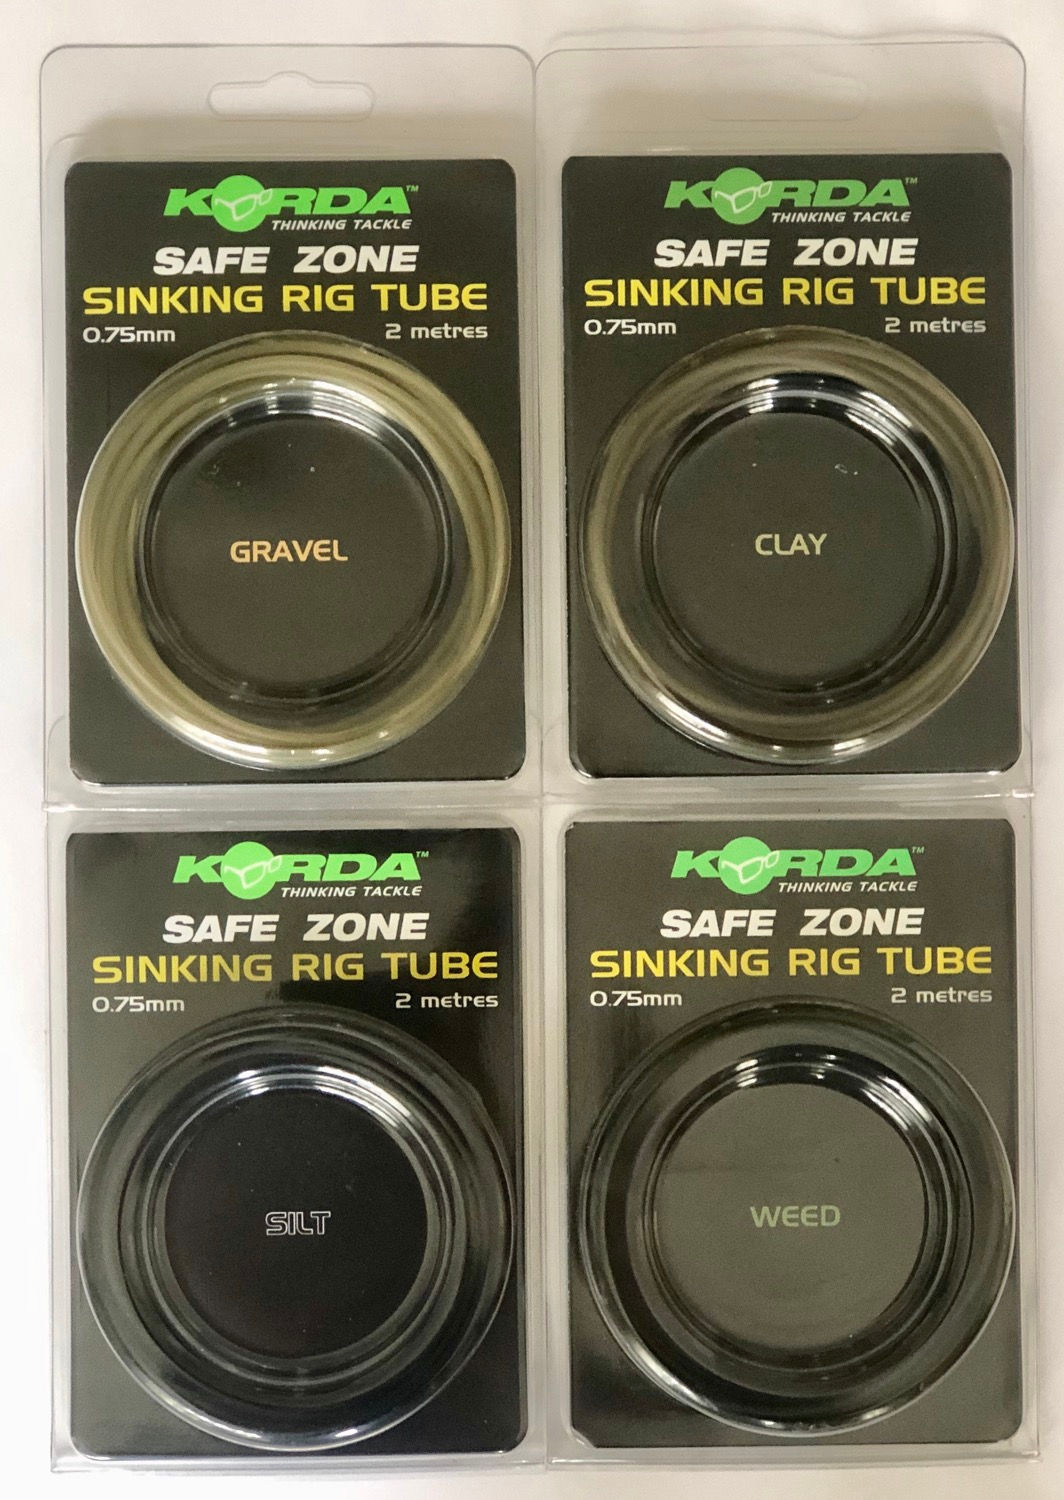 KORDA™
THINKING TACKLE
SAFE ZONE
SINKING RIG TUBE
0.75mm 2 metres
GRAVEL
KORDA™
THINKING TACKLE
SAFE ZONE
SINKING RIG TUBE
0.75mm 2 metres
CLAY
KORDA™
THINKING TACKLE
SAFE ZONE
SINKING RIG TUBE
0.75mm 2 metres
SILT
KORDA™
THINKING TACKLE
SAFE ZONE
SINKING RIG TUBE
0.75mm 2 metres
WEED